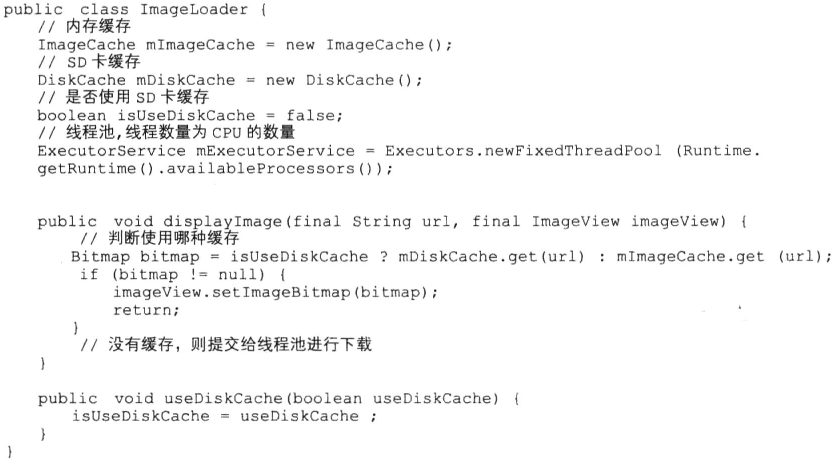 public class ImageLoader {
// 内存缓存
ImageCache mImageCache = new ImageCache();
// SD 卡缓存
DiskCache mDiskCache = new DiskCache();
// 是否使用 SD 卡缓存
boolean isUseDiskCache = false;
// 线程池,线程数量为 CPU 的数量
ExecutorService mExecutorService = Executors.newFixedThreadPool (Runtime.
getRuntime().availableProcessors());
public void displayImage(final String url, final ImageView imageView) {
// 判断使用哪种缓存
Bitmap bitmap = isUseDiskCache ? mDiskCache.get(url) : mImageCache.get (url);
if (bitmap != null) {
imageView.setImageBitmap(bitmap);
return;
}
// 没有缓存，则提交给线程池进行下载
}
public void useDiskCache(boolean useDiskCache) {
isUseDiskCache = useDiskCache ;
}
}